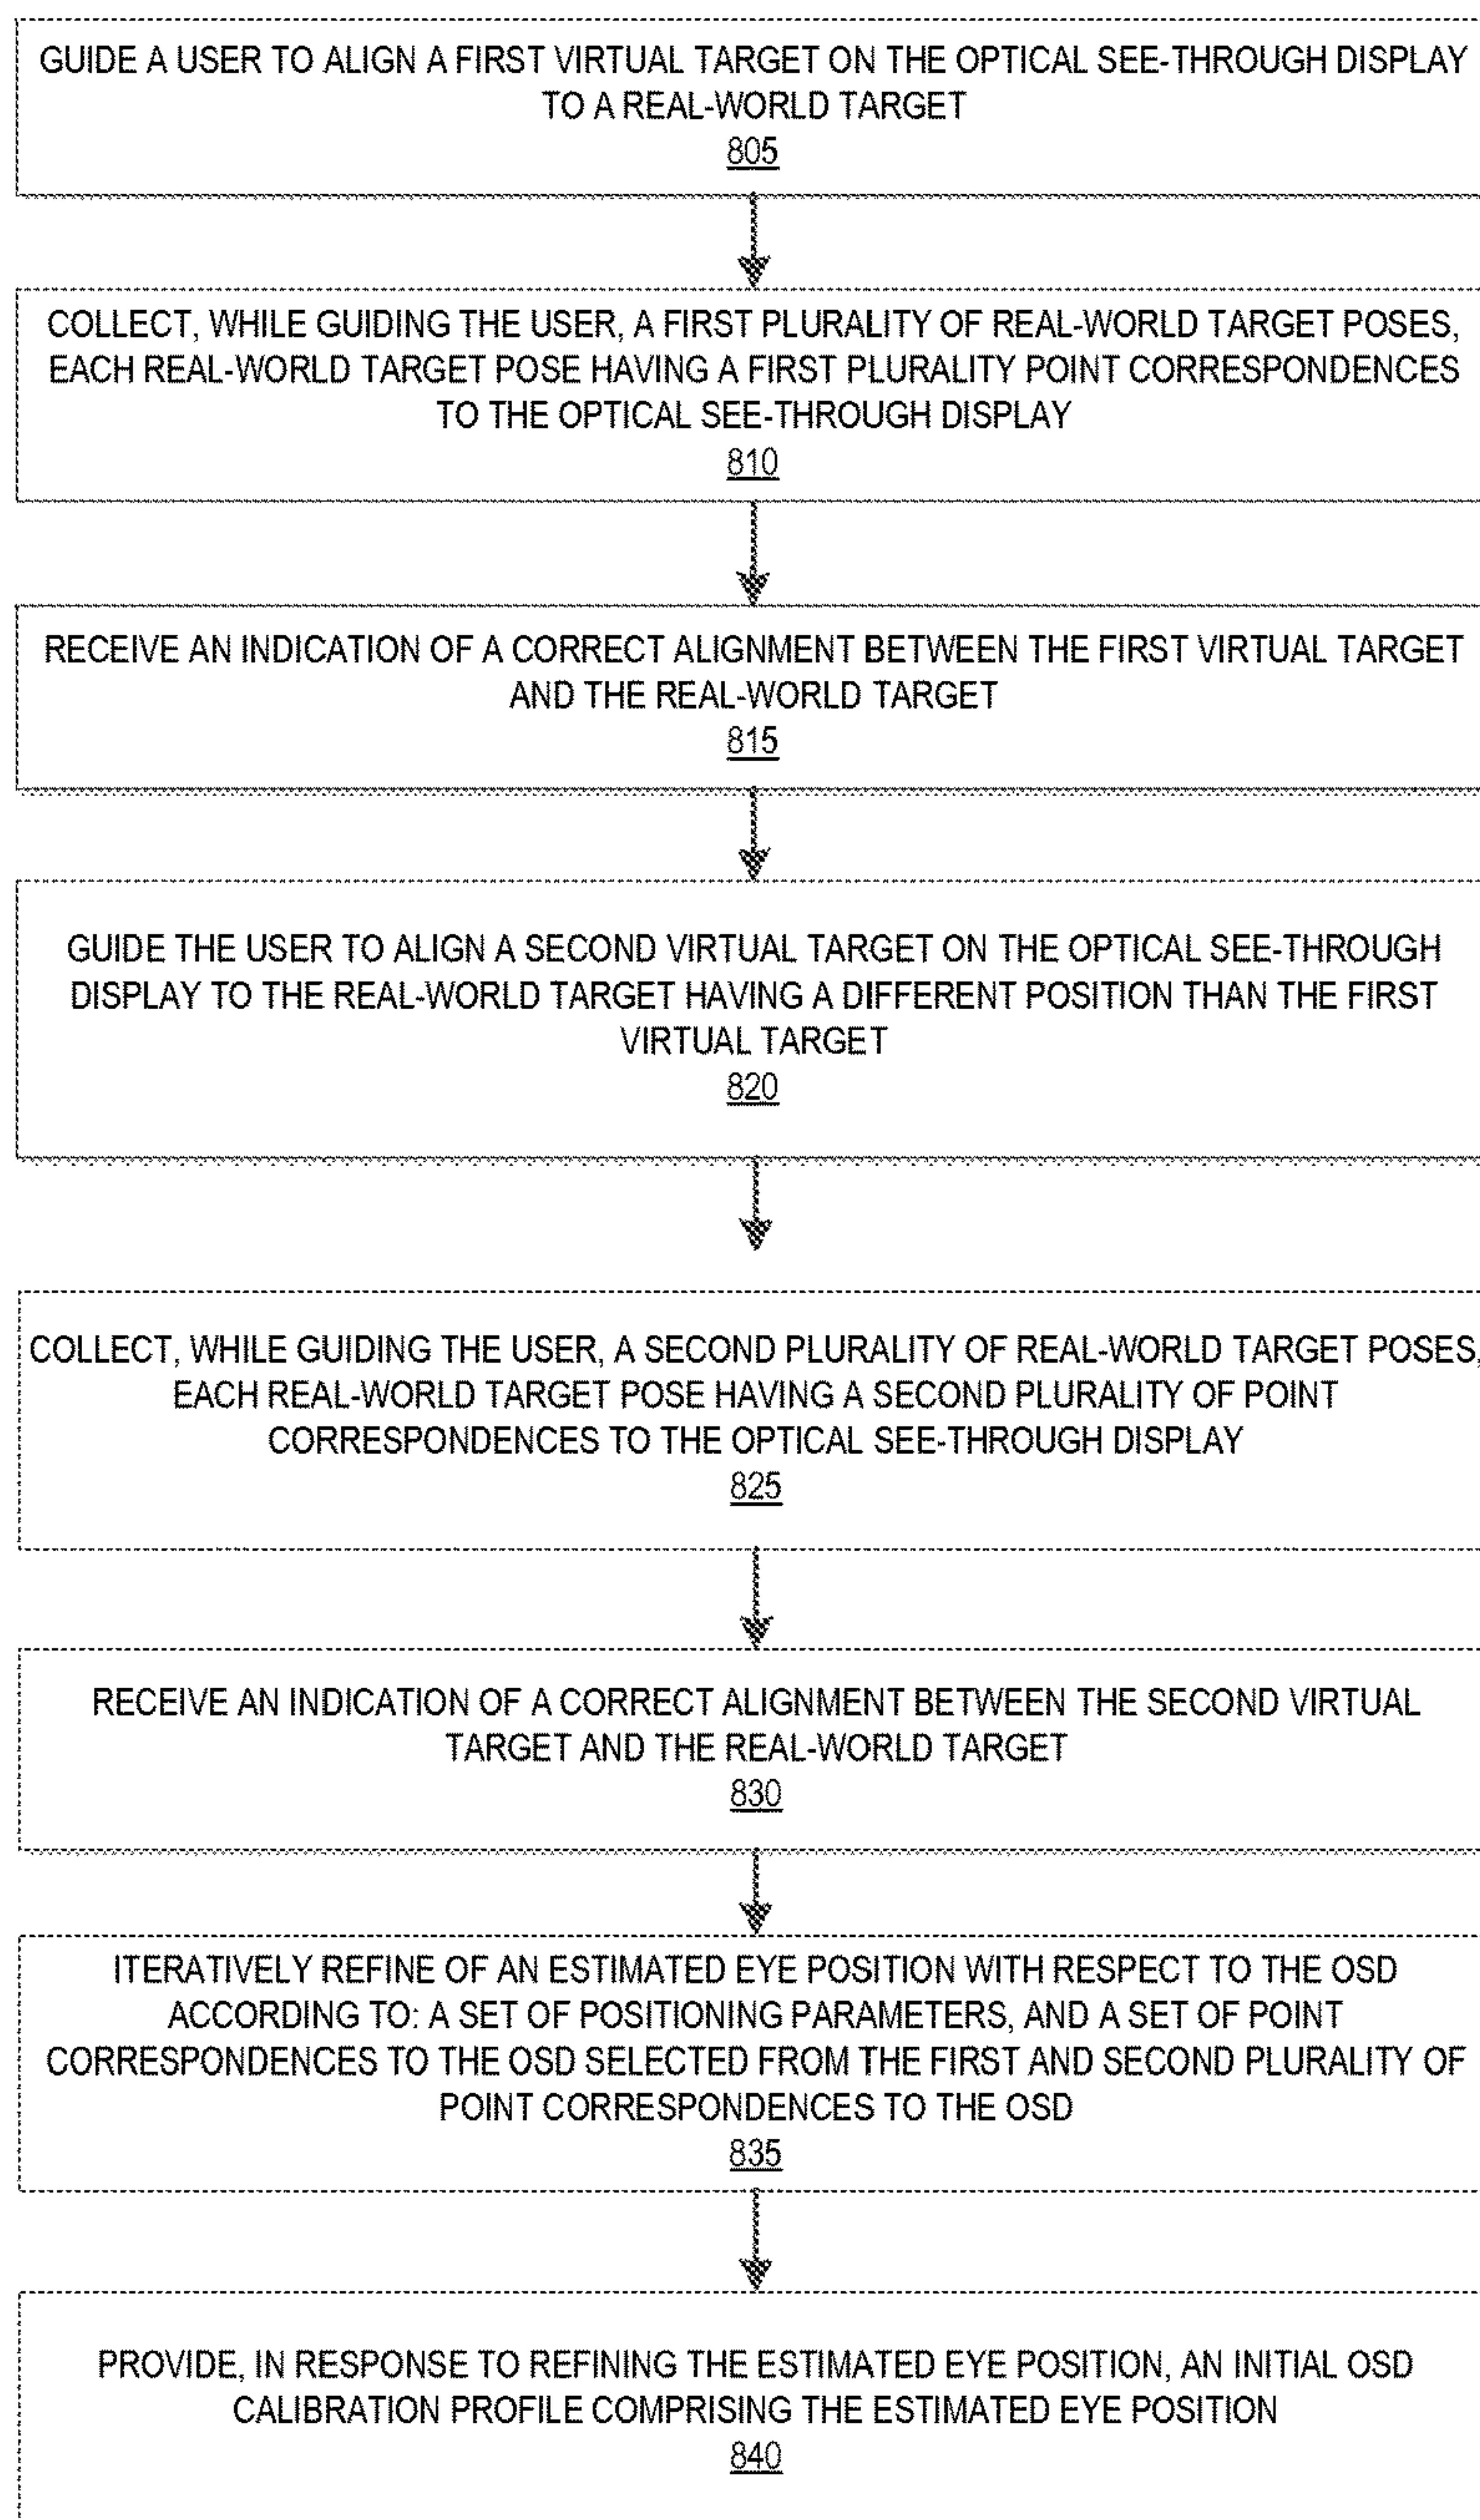 GUIDE A USER TO ALIGN A FIRST VIRTUAL TARGET ON THE OPTICAL SEE-THROUGH DISPLAY
TO A REAL-WORLD TARGET
805
COLLECT, WHILE GUIDING THE USER, A FIRST PLURALITY OF REAL-WORLD TARGET POSES,
EACH REAL-WORLD TARGET POSE HAVING A FIRST PLURALITY POINT CORRESPONDENCES
TO THE OPTICAL SEE-THROUGH DISPLAY
810
RECEIVE AN INDICATION OF A CORRECT ALIGNMENT BETWEEN THE FIRST VIRTUAL TARGET
AND THE REAL-WORLD TARGET
815
GUIDE THE USER TO ALIGN A SECOND VIRTUAL TARGET ON THE OPTICAL SEE-THROUGH
DISPLAY TO THE REAL-WORLD TARGET HAVING A DIFFERENT POSITION THAN THE FIRST
VIRTUAL TARGET
820
COLLECT, WHILE GUIDING THE USER, A SECOND PLURALITY OF REAL-WORLD TARGET POSES,
EACH REAL-WORLD TARGET POSE HAVING A SECOND PLURALITY OF POINT
CORRESPONDENCES TO THE OPTICAL SEE-THROUGH DISPLAY
825
RECEIVE AN INDICATION OF A CORRECT ALIGNMENT BETWEEN THE SECOND VIRTUAL
TARGET AND THE REAL-WORLD TARGET
830
ITERATIVELY REFINE OF AN ESTIMATED EYE POSITION WITH RESPECT TO THE OSD
ACCORDING TO: A SET OF POSITIONING PARAMETERS, AND A SET OF POINT
CORRESPONDENCES TO THE OSD SELECTED FROM THE FIRST AND SECOND PLURALITY OF
POINT CORRESPONDENCES TO THE OSD
835
PROVIDE, IN RESPONSE TO REFINING THE ESTIMATED EYE POSITION, AN INITIAL OSD
CALIBRATION PROFILE COMPRISING THE ESTIMATED EYE POSITION
840